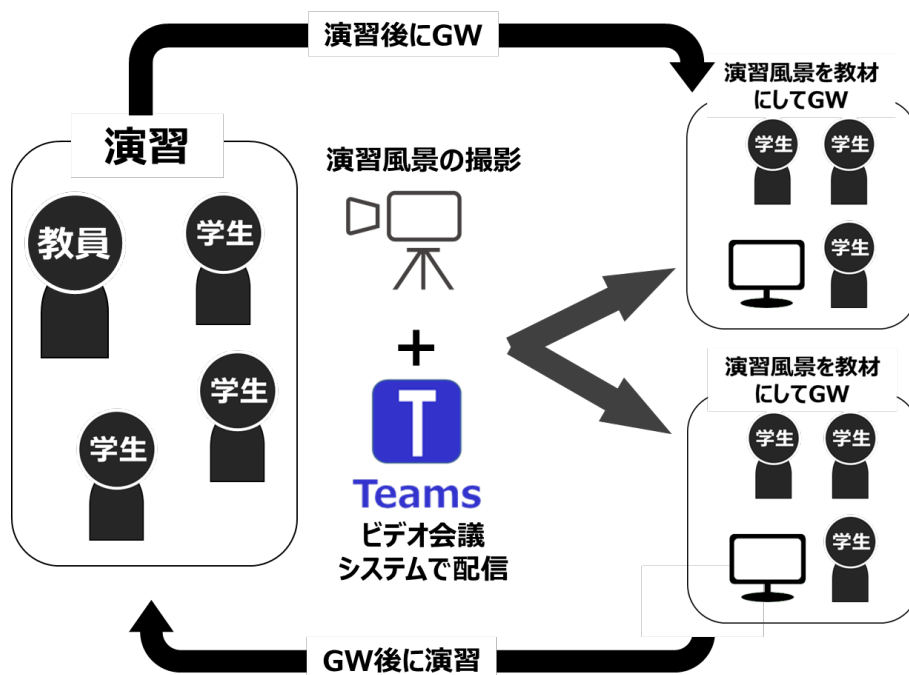 演習後にGW
演習
教員
学生
学生
学生
演習風景の撮影
+
T
Teams
ビデオ会議
システムで配信
演習風景を教材
にしてGW
学生
学生
学生
演習風景を教材
にしてGW
学生
学生
学生
GW後に演習